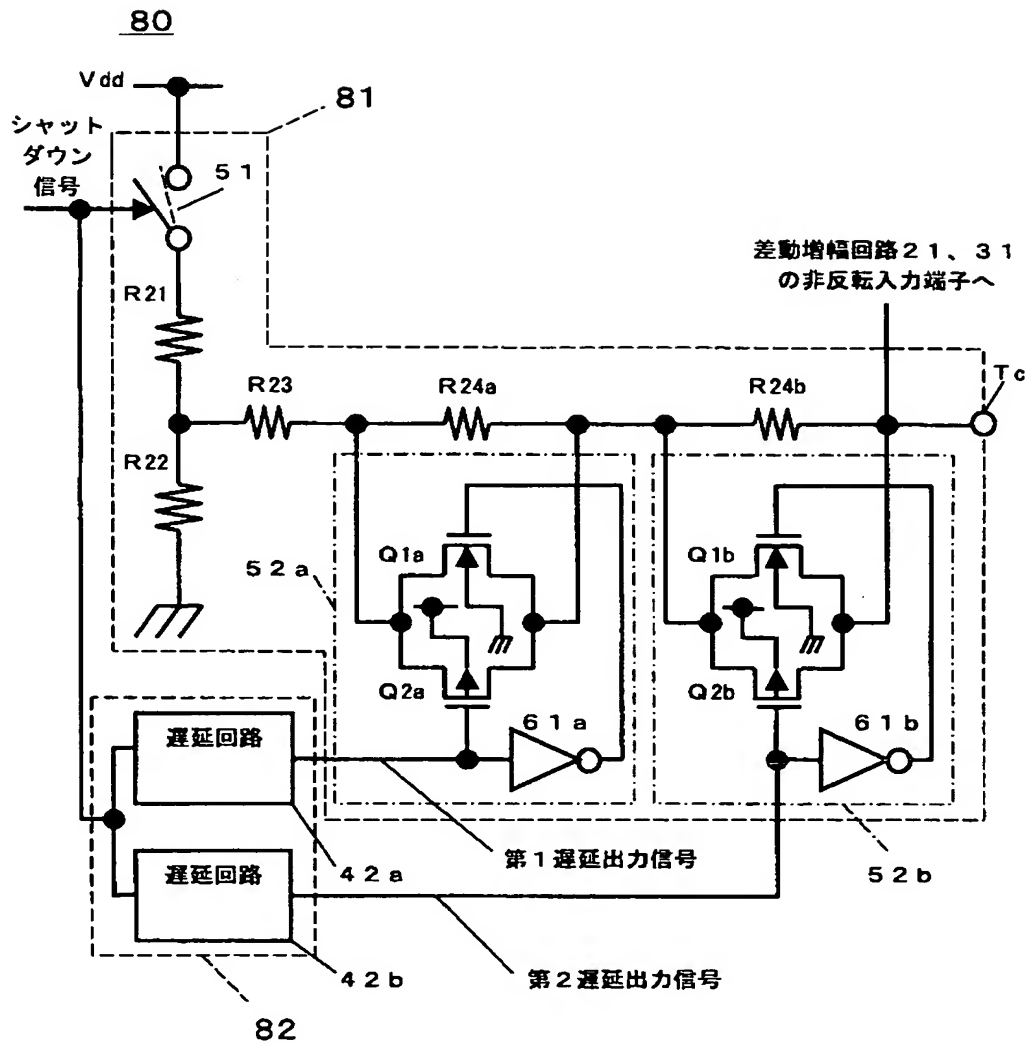 ８０
Vdd
８１
シャット
ダウン
信号
５１
差動増幅回路２１、３１
の非反転入力端子へ
R21
R23
R24a
R24b
Tc
R22
Q1a
Q1b
５２a
Q2a
Q2b
６１a
６１b
遅延回路
第１遅延出力信号
４２a
５２b
遅延回路
４２b
第２遅延出力信号
８２